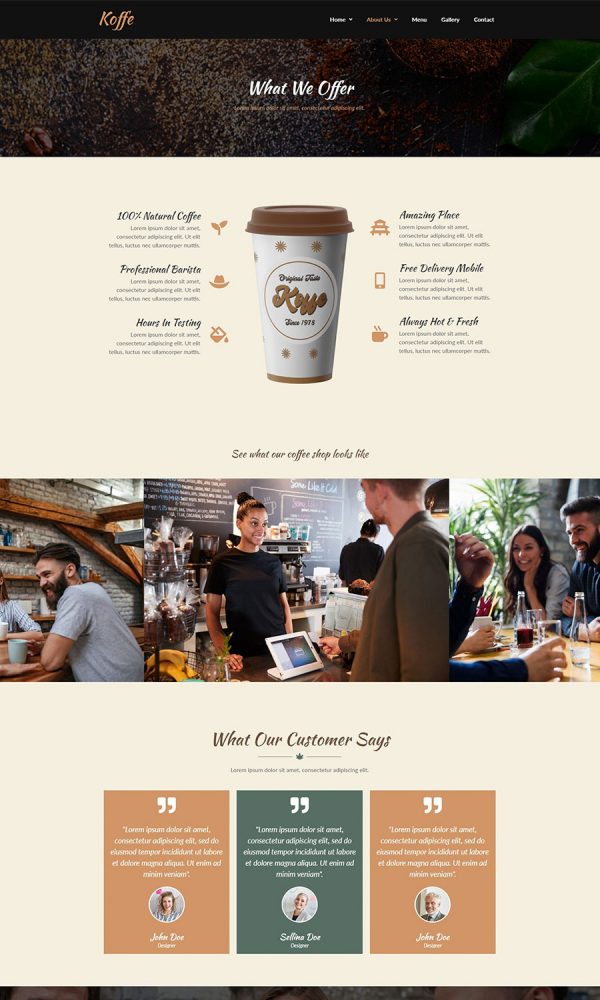 Koffe
Home About Us Menu Gallery Contact
What We Offer
Lorem ipsum dolor sit amet, consectetur adipiscing elit.
100% Natural Coffee
Lorem ipsum dolor sit amet,
consectetur adipiscing elit. Ut elit
tellus, luctus nec ullamcorper mattis.
Professional Barista
Lorem ipsum dolor sit amet,
consectetur adipiscing elit. Ut elit
tellus, luctus nec ullamcorper mattis.
Hours In Testing
Lorem ipsum dolor sit amet,
consectetur adipiscing elit. Ut elit
tellus, luctus nec ullamcorper mattis.
Original Taste
Koffe
Since 1978
Amazing Place
Lorem ipsum dolor sit amet,
consectetur adipiscing elit. Ut elit
tellus, luctus nec ullamcorper mattis.
Free Delivery Mobile
Lorem ipsum dolor sit amet,
consectetur adipiscing elit. Ut elit
tellus, luctus nec ullamcorper mattis.
Always Hot & Fresh
Lorem ipsum dolor sit amet,
consectetur adipiscing elit. Ut elit
tellus, luctus nec ullamcorper mattis.
See what our coffee shop looks like
Some Like It Cold
What Our Customer Says
Lorem ipsum dolor sit amet, consectetur adipiscing elit.
"Lorem ipsum dolor sit amet,
consectetur adipiscing elit, sed do
eiusmod tempor incididunt ut labore
et dolore magna aliqua. Ut enim ad
minim veniam".
John Doe
Designer
"Lorem ipsum dolor sit amet,
consectetur adipiscing elit, sed do
eiusmod tempor incididunt ut labore
et dolore magna aliqua. Ut enim ad
minim veniam".
Sellina Doe
Designer
"Lorem ipsum dolor sit amet,
consectetur adipiscing elit, sed do
eiusmod tempor incididunt ut labore
et dolore magna aliqua. Ut enim ad
minim veniam".
John Doe
Designer